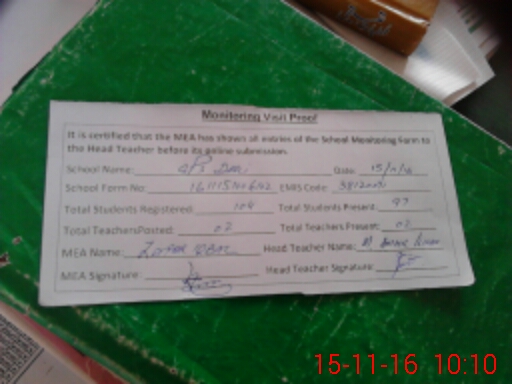 Monitoring Visit Proof
It is certified that the MEA has shown all entries of the School Monitoring Form to
the Head Teacher before its online submission.
School Name: GPS Date: 15/11/16
School Form No: EMIS Code:
Total Students Registered: 104 Total Students Present: 97
Total Teachers Posted: 02 Total Teachers Present: 02
MEA Name: Head Teacher Name:
MEA Signature: Head Teacher Signature:
15-11-16 10:10